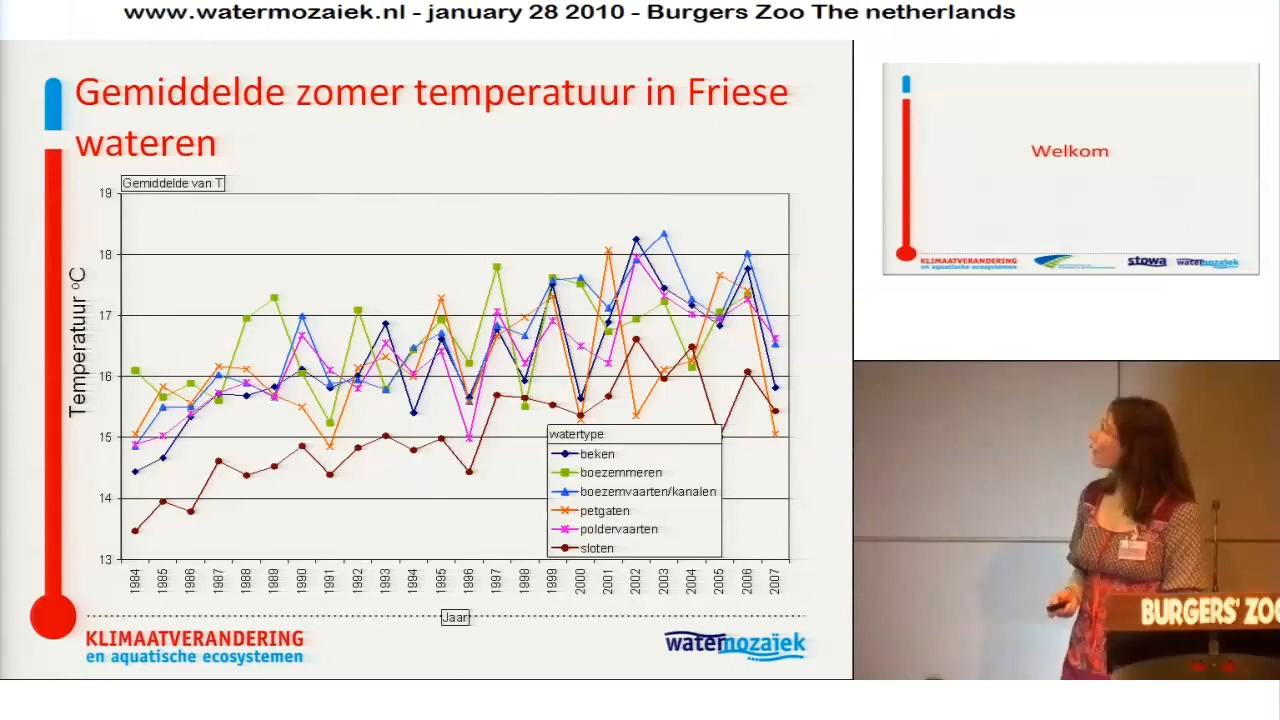 www.watermozaiek.nl - january 28 2010 - Burgers Zoo The netherlands
Gemiddelde zomer temperatuur in Friese
wateren
Gemiddelde van T
Temperatuur oC
19
18
17
16
15
14
13
watertype
beken
boezemmeren
boezemvaarten/kanalen
petgaten
poldervaarten
sloten
1984 1985 1986 1987 1988 1989 1990 1991 1992 1993 1994 1995 1996 1997 1998 1999 2000 2001 2002 2003 2004 2005 2006 2007
Jaar
KLIMAATVERANDERING
en aquatische ecosystemen
watermozaïek
Welkom
KLIMAATVERANDERING
en aquatische ecosystemen
stowa
watermozaïek
BURGERS' ZOO